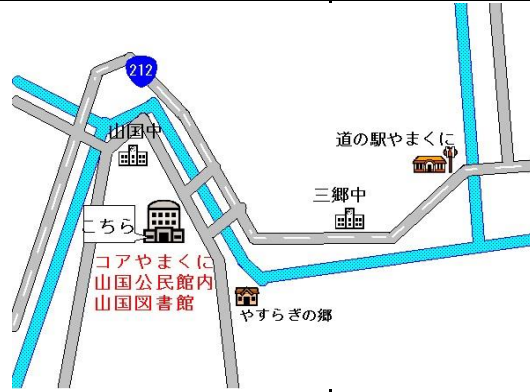 212
山国中
道の駅やまくに
三郷中
こちら
コアやまくに
山国公民館内
山国図書館
やすらぎの郷